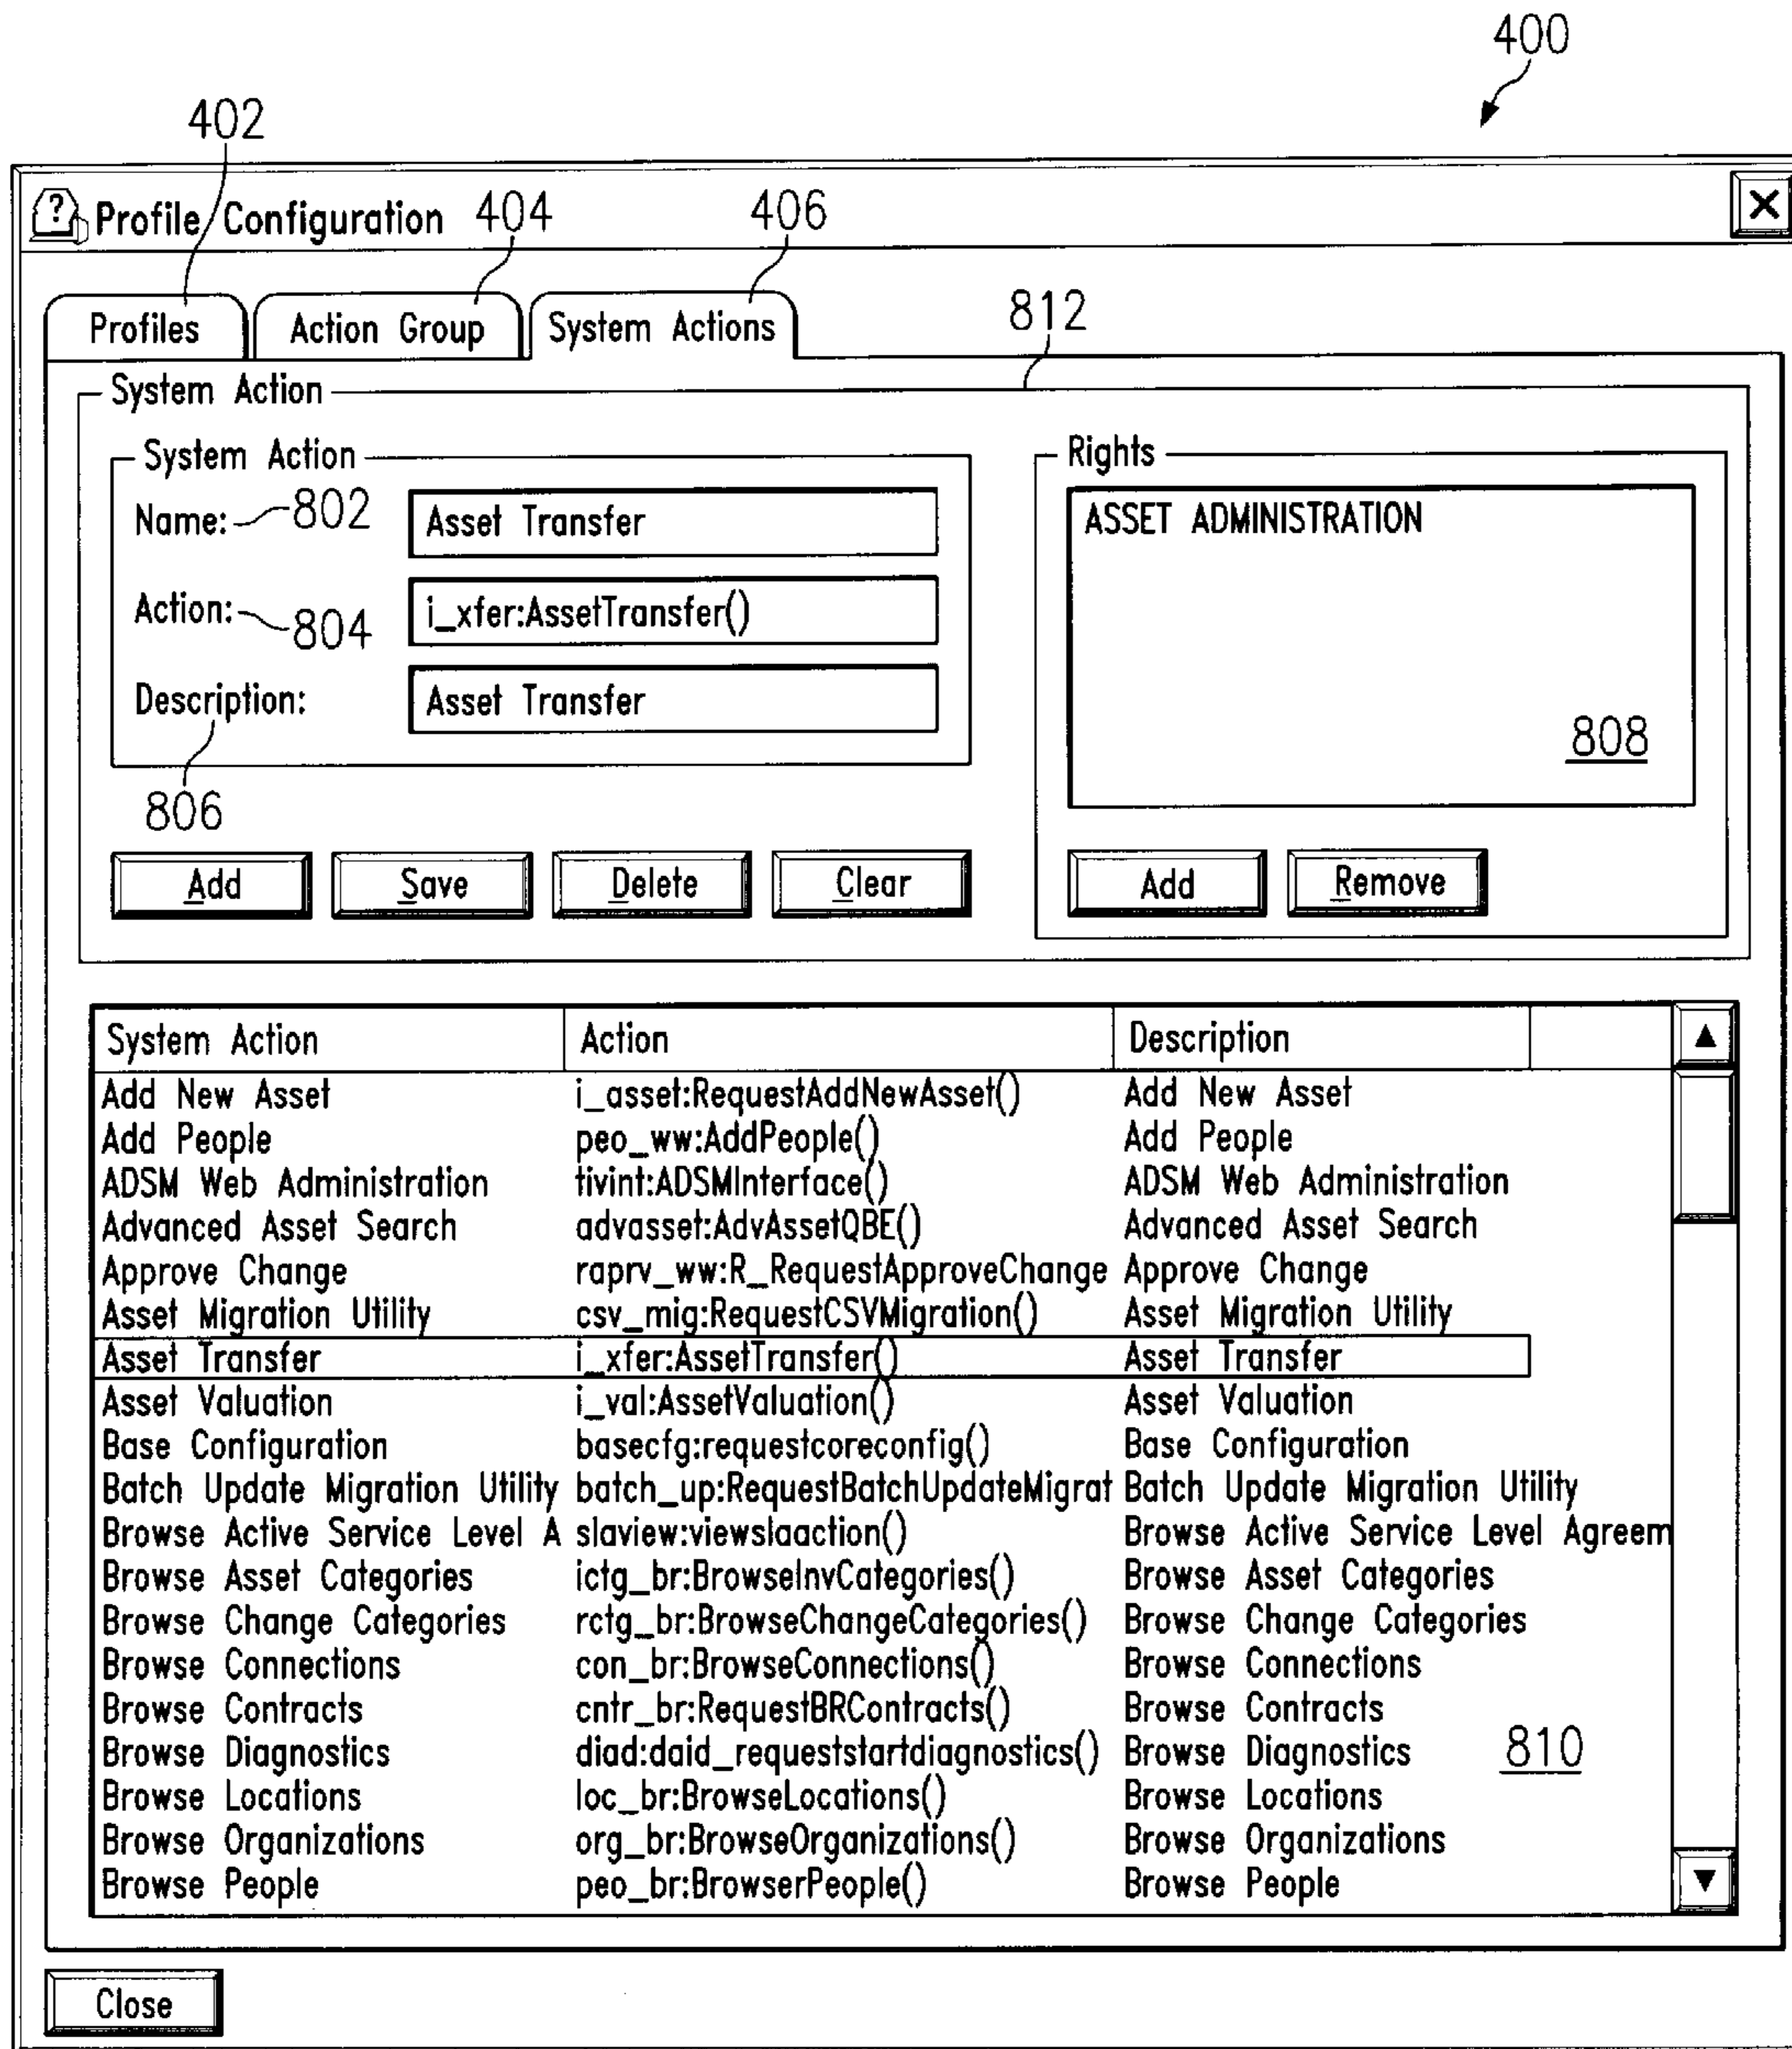 400
402
Profile Configuration 404 406
Profiles Action Group System Actions 812
System Action
System Action Rights
Name: 802 Asset Transfer ASSET ADMINISTRATION
Action: 804 i_xfer:AssetTransfer()
Description: Asset Transfer 808
806
Add Save Delete Clear Add Remove
System Action Action Description
Add New Asset i_asset:RequestAddNewAsset() Add New Asset
Add People peo_ww:AddPeople() Add People
ADSM Web Administration tivint:ADSMInterface() ADSM Web Administration
Advanced Asset Search advasset:AdvAssetQBE() Advanced Asset Search
Approve Change raprv_ww:R_RequestApproveChange Approve Change
Asset Migration Utility csv_mig:RequestCSVMigration() Asset Migration Utility
Asset Transfer i_xfer:AssetTransfer() Asset Transfer
Asset Valuation i_val:AssetValuation() Asset Valuation
Base Configuration basecfg:requestcoreconfig() Base Configuration
Batch Update Migration Utility batch_up:RequestBatchUpdateMigrat Batch Update Migration Utility
Browse Active Service Level A slaview:viewslaaction() Browse Active Service Level Agreem
Browse Asset Categories ictg_br:BrowseInvCategories() Browse Asset Categories
Browse Change Categories rctg_br:BrowseChangeCategories() Browse Change Categories
Browse Connections con_br:BrowseConnections() Browse Connections
Browse Contracts cntr_br:RequestBRContracts() Browse Contracts
Browse Diagnostics diad:daid_requeststartdiagnostics() Browse Diagnostics 810
Browse Locations loc_br:BrowseLocations() Browse Locations
Browse Organizations org_br:BrowseOrganizations() Browse Organizations
Browse People peo_br:BrowserPeople() Browse People
Close